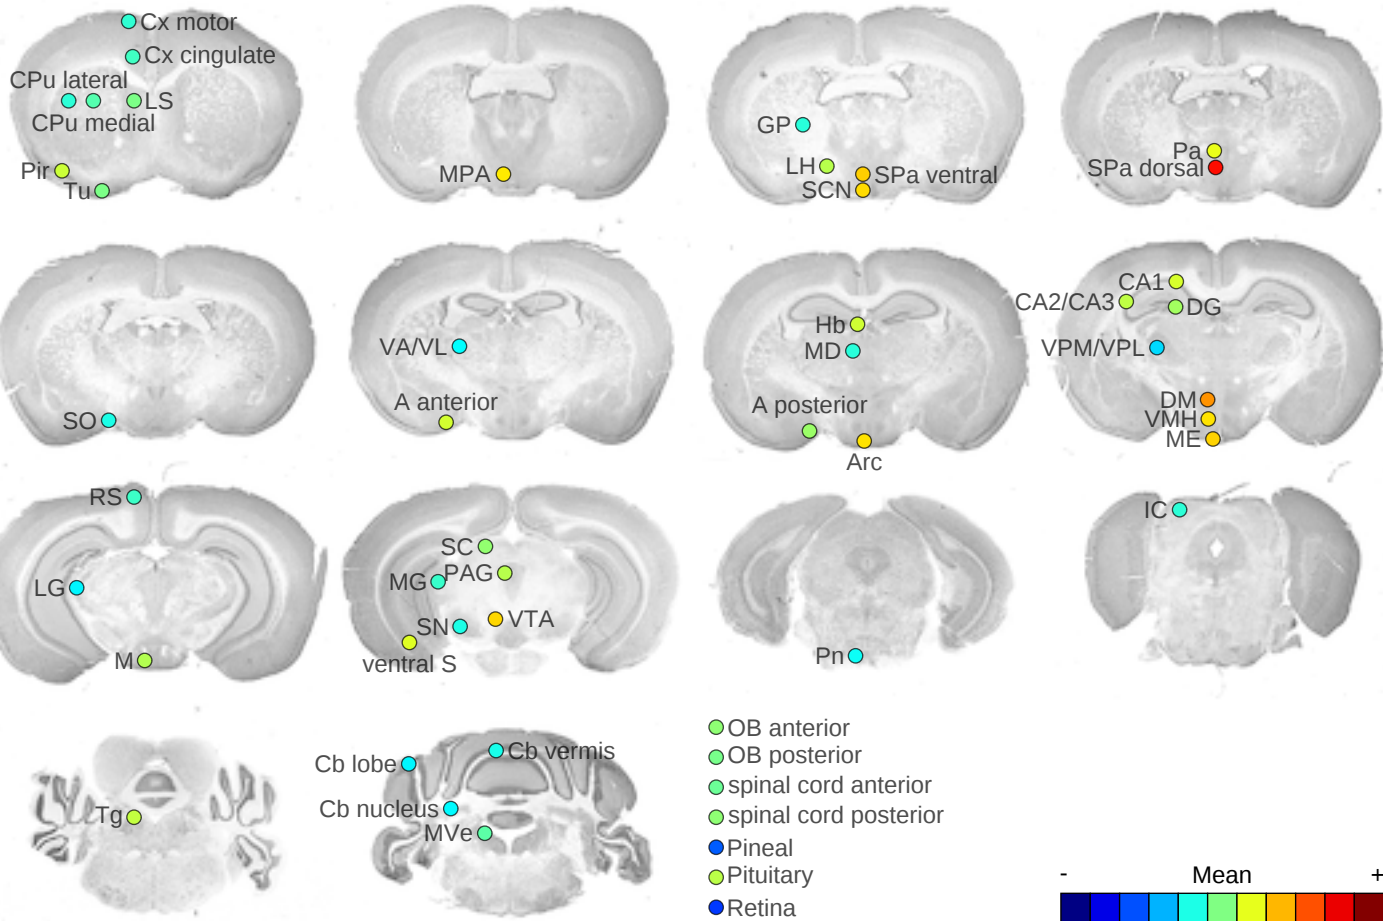 Cx motor
Cx cingulate
CPu lateral
LS
CPu medial
Pir
Tu
MPA
GP
LH
SPa ventral
SCN
Pa
SPa dorsal
SO
VA/VL
A anterior
Hb
MD
A posterior
Arc
CA1
CA2/CA3
DG
VPM/VPL
DM
VMH
ME
RS
LG
M
SC
MG
PAG
SN
VTA
ventral S
Pn
IC
Tg
Cb lobe
Cb vermis
Cb nucleus
MVe
OB anterior
OB posterior
spinal cord anterior
spinal cord posterior
Pineal
Pituitary
Retina
- Mean +